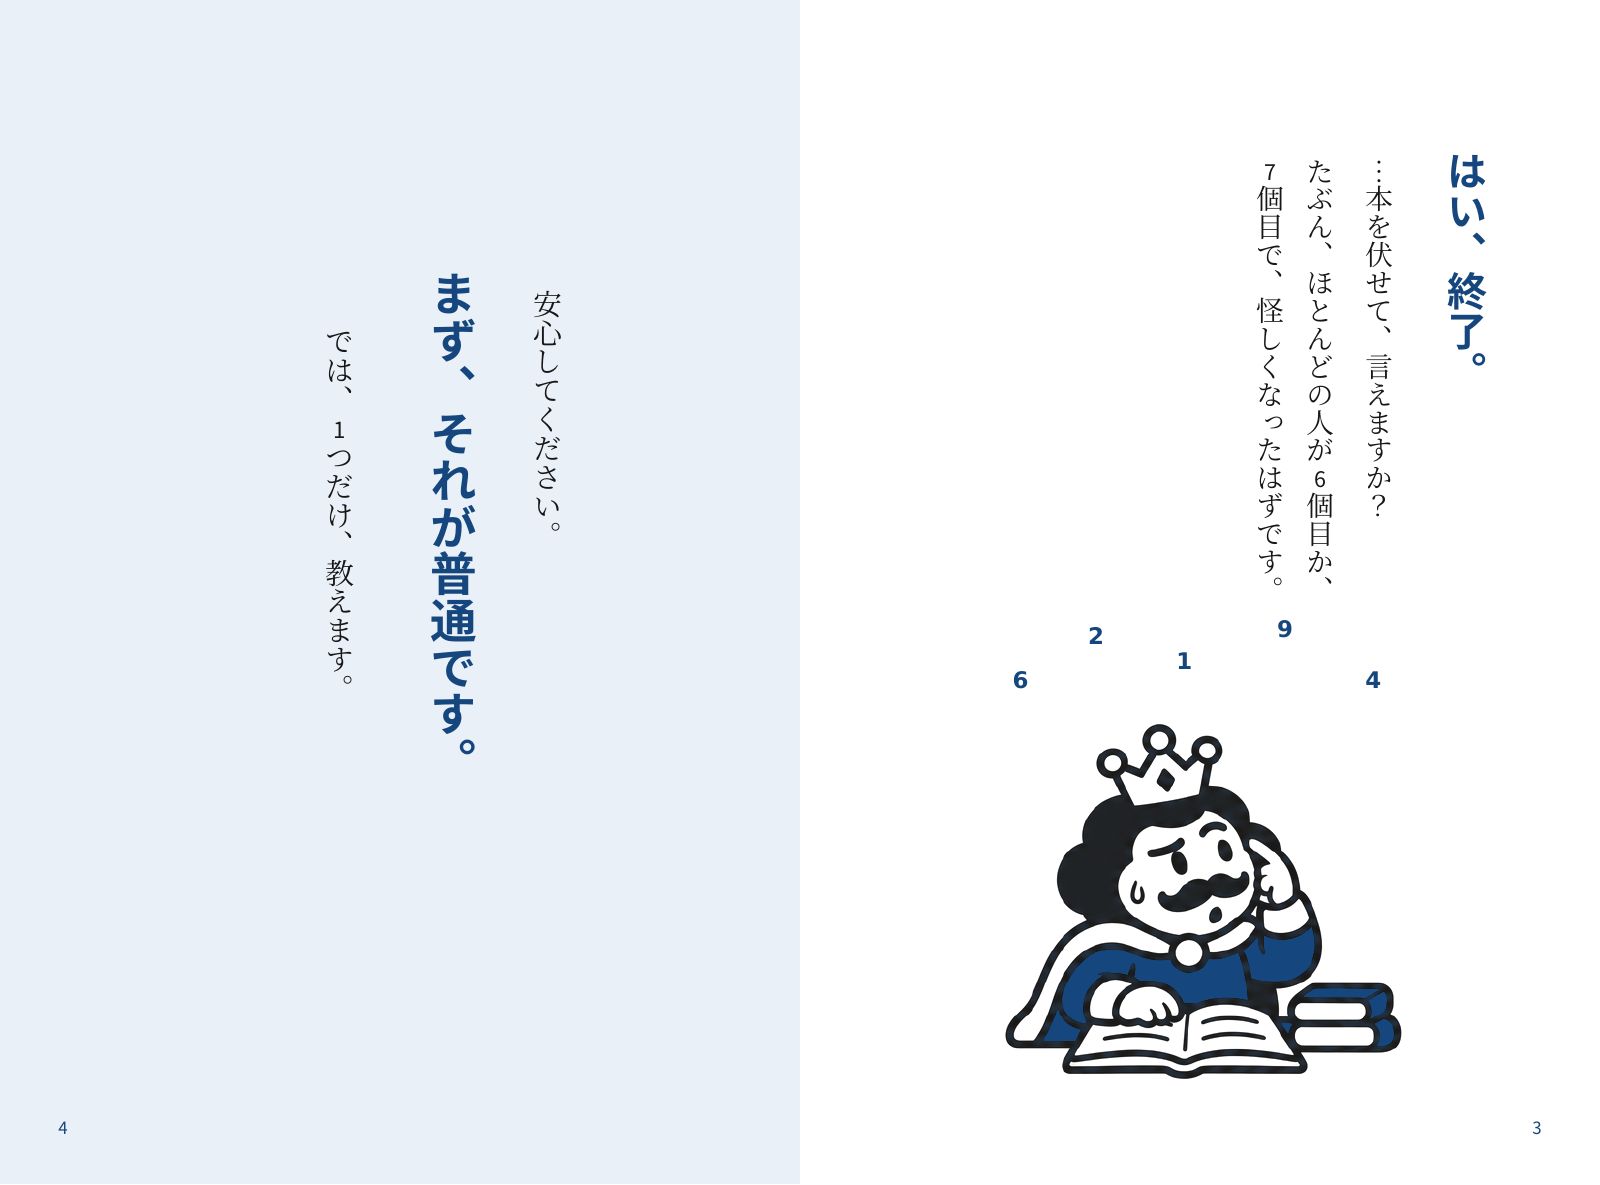 はい、終了。
…本を伏せて、言えますか？
たぶん、ほとんどの人が6個目か、
7個目で、怪しくなったはずです。
6
2
1
9
4
3
安心してください。
まず、それが普通です。
では、1つだけ、教えます。
4